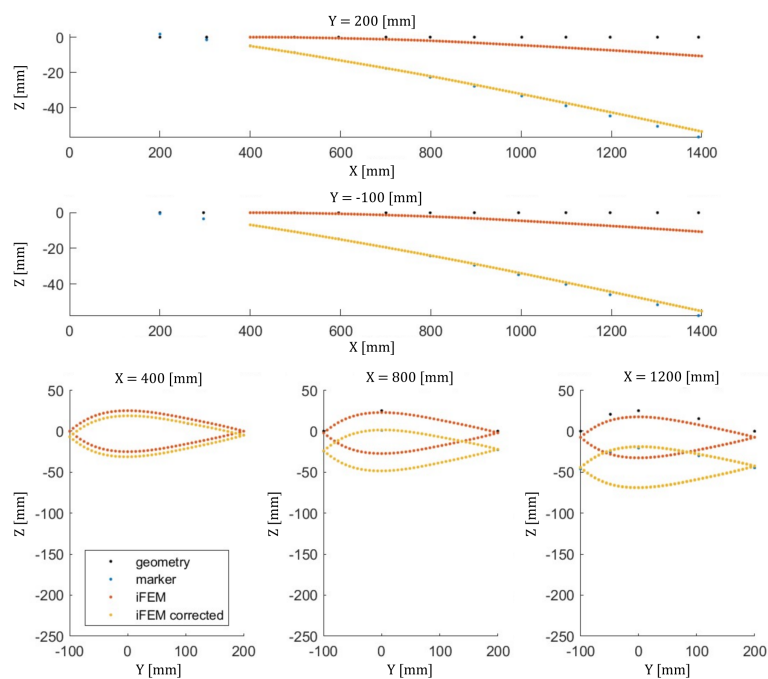 Y = 200 [mm]
0
-20
-40
Z [mm]
0 200 400 600 800 1000 1200 1400
X [mm]
Y = -100 [mm]
0
-20
-40
Z [mm]
0 200 400 600 800 1000 1200 1400
X [mm]
X = 400 [mm]
50
0
-50
-100
-150
-200
-250
Z [mm]
geometry
marker
iFEM
iFEM corrected
-100 0 100 200
Y [mm]
X = 800 [mm]
50
0
-50
-100
-150
-200
-250
Z [mm]
-100 0 100 200
Y [mm]
X = 1200 [mm]
50
0
-50
-100
-150
-200
-250
Z [mm]
-100 0 100 200
Y [mm]